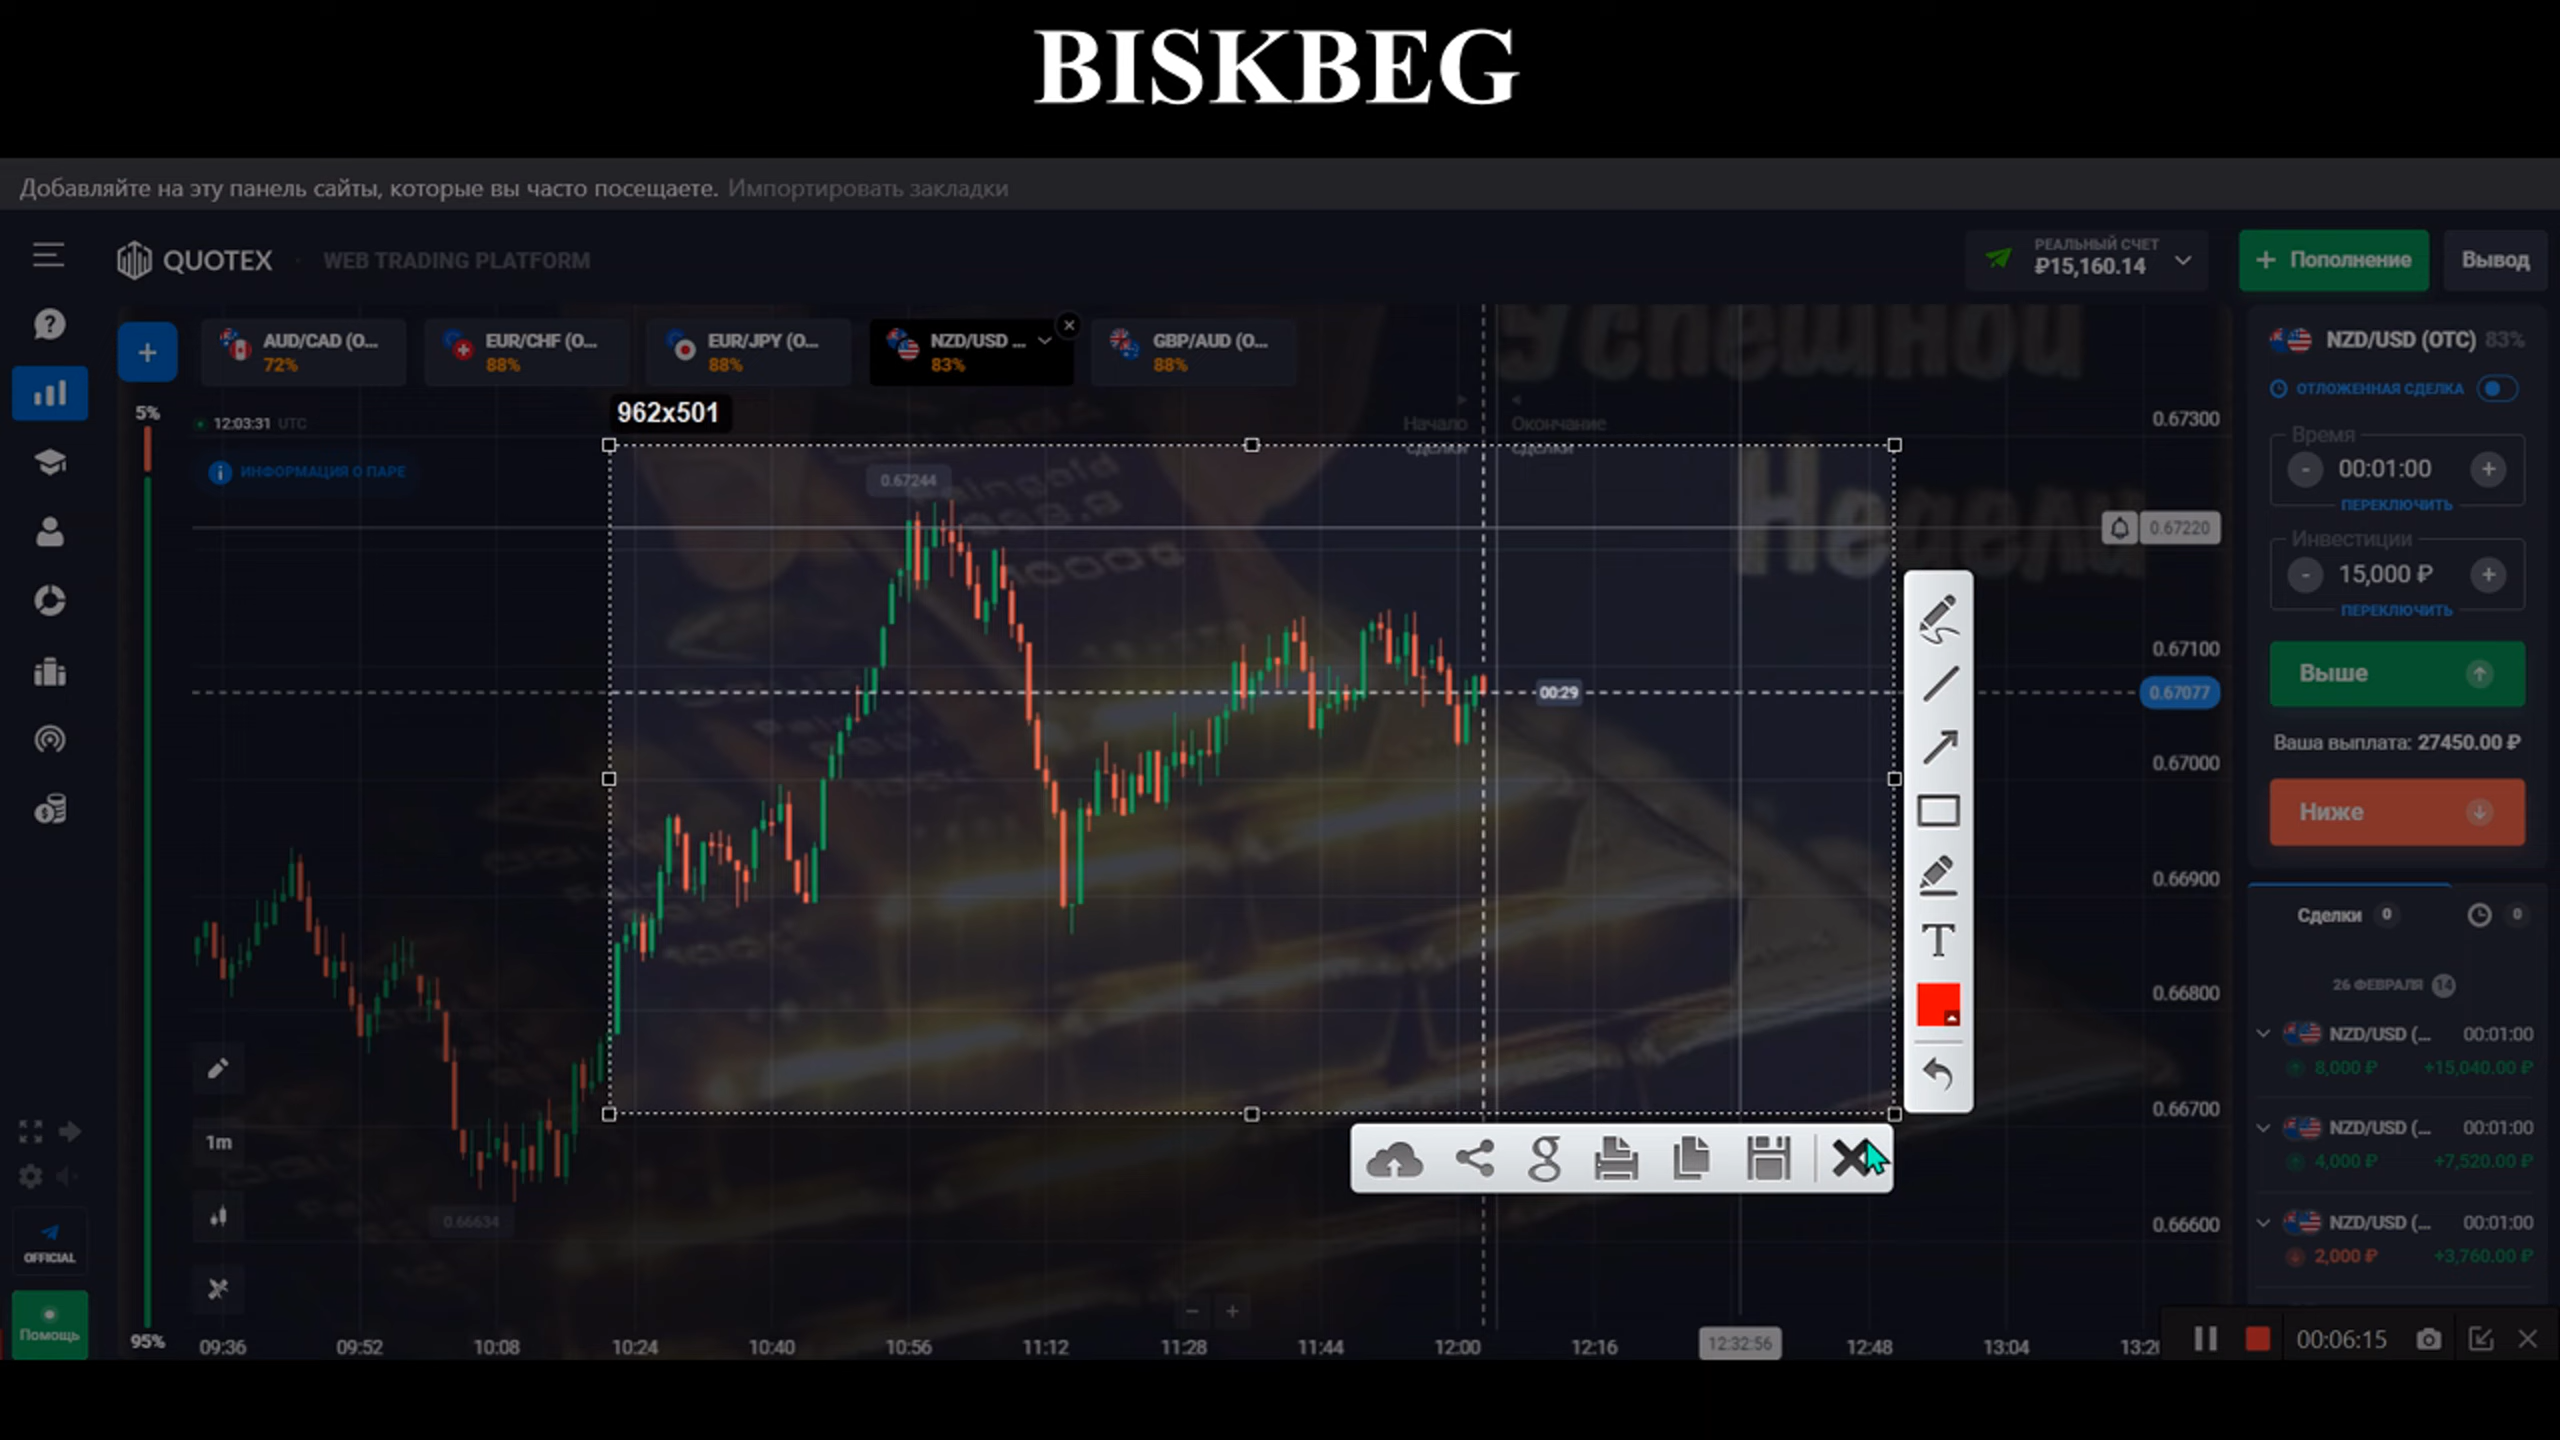 BISKBEG
Добавляйте на эту панель сайты, которые вы часто посещаете. Импортировать закладки
QUOTEX
WEB TRADING PLATFORM
РЕАЛЬНЫЙ СЧЕТ
₽15,160.14
+ Пополнение
Вывод
AUD/CAD (O...
72%
EUR/CHF (O...
88%
EUR/JPY (O...
88%
NZD/USD ...
83%
GBP/AUD (O...
88%
Успешной
Недели
5%
12:03:31 UTC
ИНФОРМАЦИЯ О ПАРЕ
962x501
Начало
сделки
Окончание
сделки
0.67244
00:29
0.66634
0.67300
0.67220
0.67100
0.67077
0.67000
0.66900
0.66800
0.66700
0.66600
NZD/USD (OTC) 83%
ОТЛОЖЕННАЯ СДЕЛКА
Время
- 00:01:00 +
ПЕРЕКЛЮЧИТЬ
Инвестиции
- 15,000 ₽ +
ПЕРЕКЛЮЧИТЬ
Выше
Ваша выплата: 27450.00 ₽
Ниже
Сделки 0
0
26 ФЕВРАЛЯ 14
NZD/USD (... 00:01:00
8,000 ₽ +15,040.00 ₽
NZD/USD (... 00:01:00
4,000 ₽ +7,520.00 ₽
NZD/USD (... 00:01:00
2,000 ₽ +3,760.00 ₽
T
g
1m
OFFICIAL
Помощь
95%
09:36 09:52 10:08 10:24 10:40 10:56 11:12 11:28 11:44 12:00 12:16 12:32:56 12:48 13:04
00:06:15